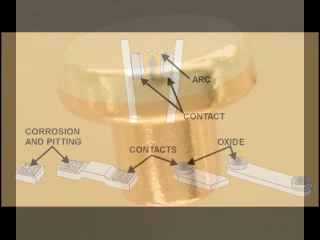 ARC
CONTACT
CORROSION
AND PITTING
CONTACTS
OXIDE